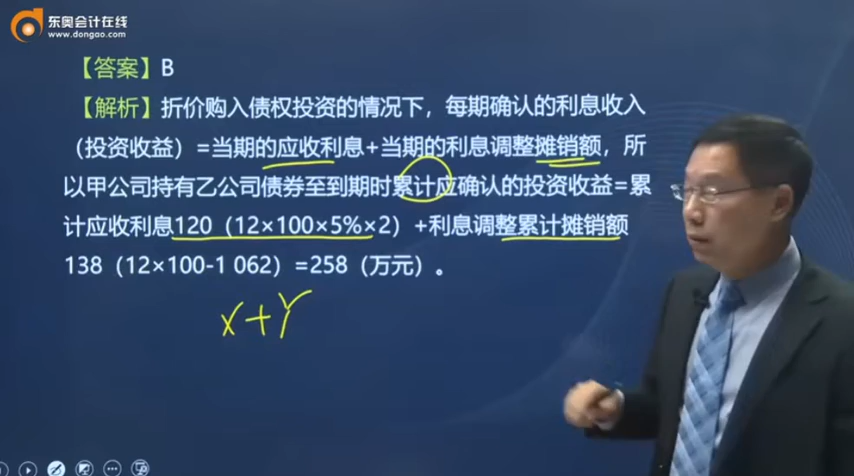 东奥会计在线
www.dongao.com
【答案】B
【解析】折价购入债权投资的情况下，每期确认的利息收入
（投资收益）=当期的应收利息+当期的利息调整摊销额，所
以甲公司持有乙公司债券至到期时累计应确认的投资收益=累
计应收利息120（12×100×5%×2）+利息调整累计摊销额
138（12×100-1 062）=258（万元）。
X+Y